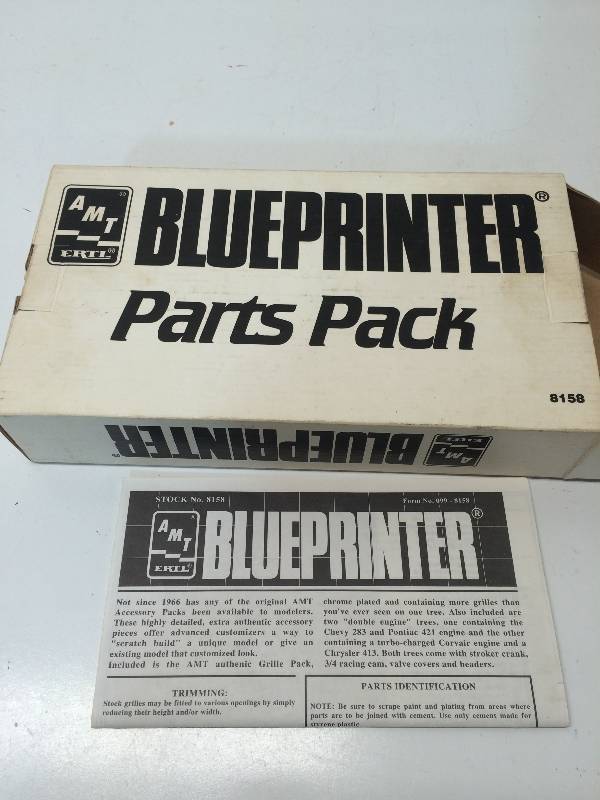 AMT
ERTL®
BLUEPRINTER®
Parts Pack
8158
BLUEPRINTER®
AMT
ERTL
STOCK No. 8158
Form No. 099 - 8158
AMT
ERTL®
BLUEPRINTER®
Not since 1966 has any of the original AMT
Accessory Packs been available to modelers.
These highly detailed, extra authentic accessory
pieces offer advanced customizers a way to
"scratch build" a unique model or give an
existing model that customized look.
Included is the AMT authenic Grille Pack,
chrome plated and containing more grilles than
you've ever seen on one tree. Also included are
two "double engine" trees, one containing the
Chevy 283 and Pontiac 421 engine and the other
containing a turbo-charged Corvair engine and a
Chrysler 413. Both trees come with stroker crank,
3/4 racing cam, valve covers and headers.
TRIMMING:
Stock grilles may be fitted to various openings by simply
reducing their height and/or width.
PARTS IDENTIFICATION
NOTE: Be sure to scrape paint and plating from areas where
parts are to be joined with cement. Use only cement made for
styrene plastic